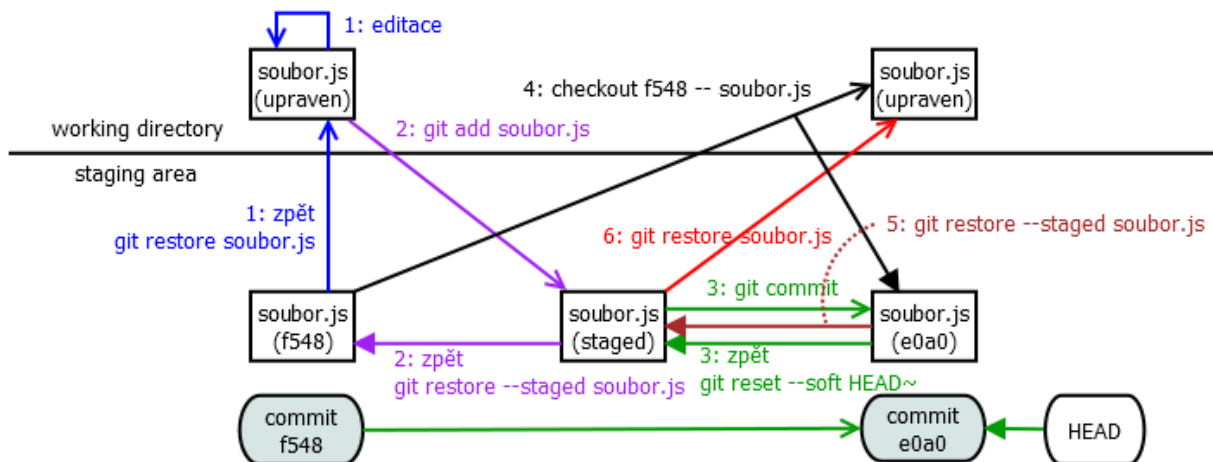 1: editace
soubor.js
(upraven)
4: checkout f548 -- soubor.js
soubor.js
(upraven)
working directory
2: git add soubor.js
staging area
1: zpět
git restore soubor.js
6: git restore soubor.js
5: git restore --staged soubor.js
3: git commit
soubor.js
(f548)
soubor.js
(staged)
soubor.js
(e0a0)
2: zpět
git restore --staged soubor.js
3: zpět
git reset --soft HEAD~
commit
f548
commit
e0a0
HEAD